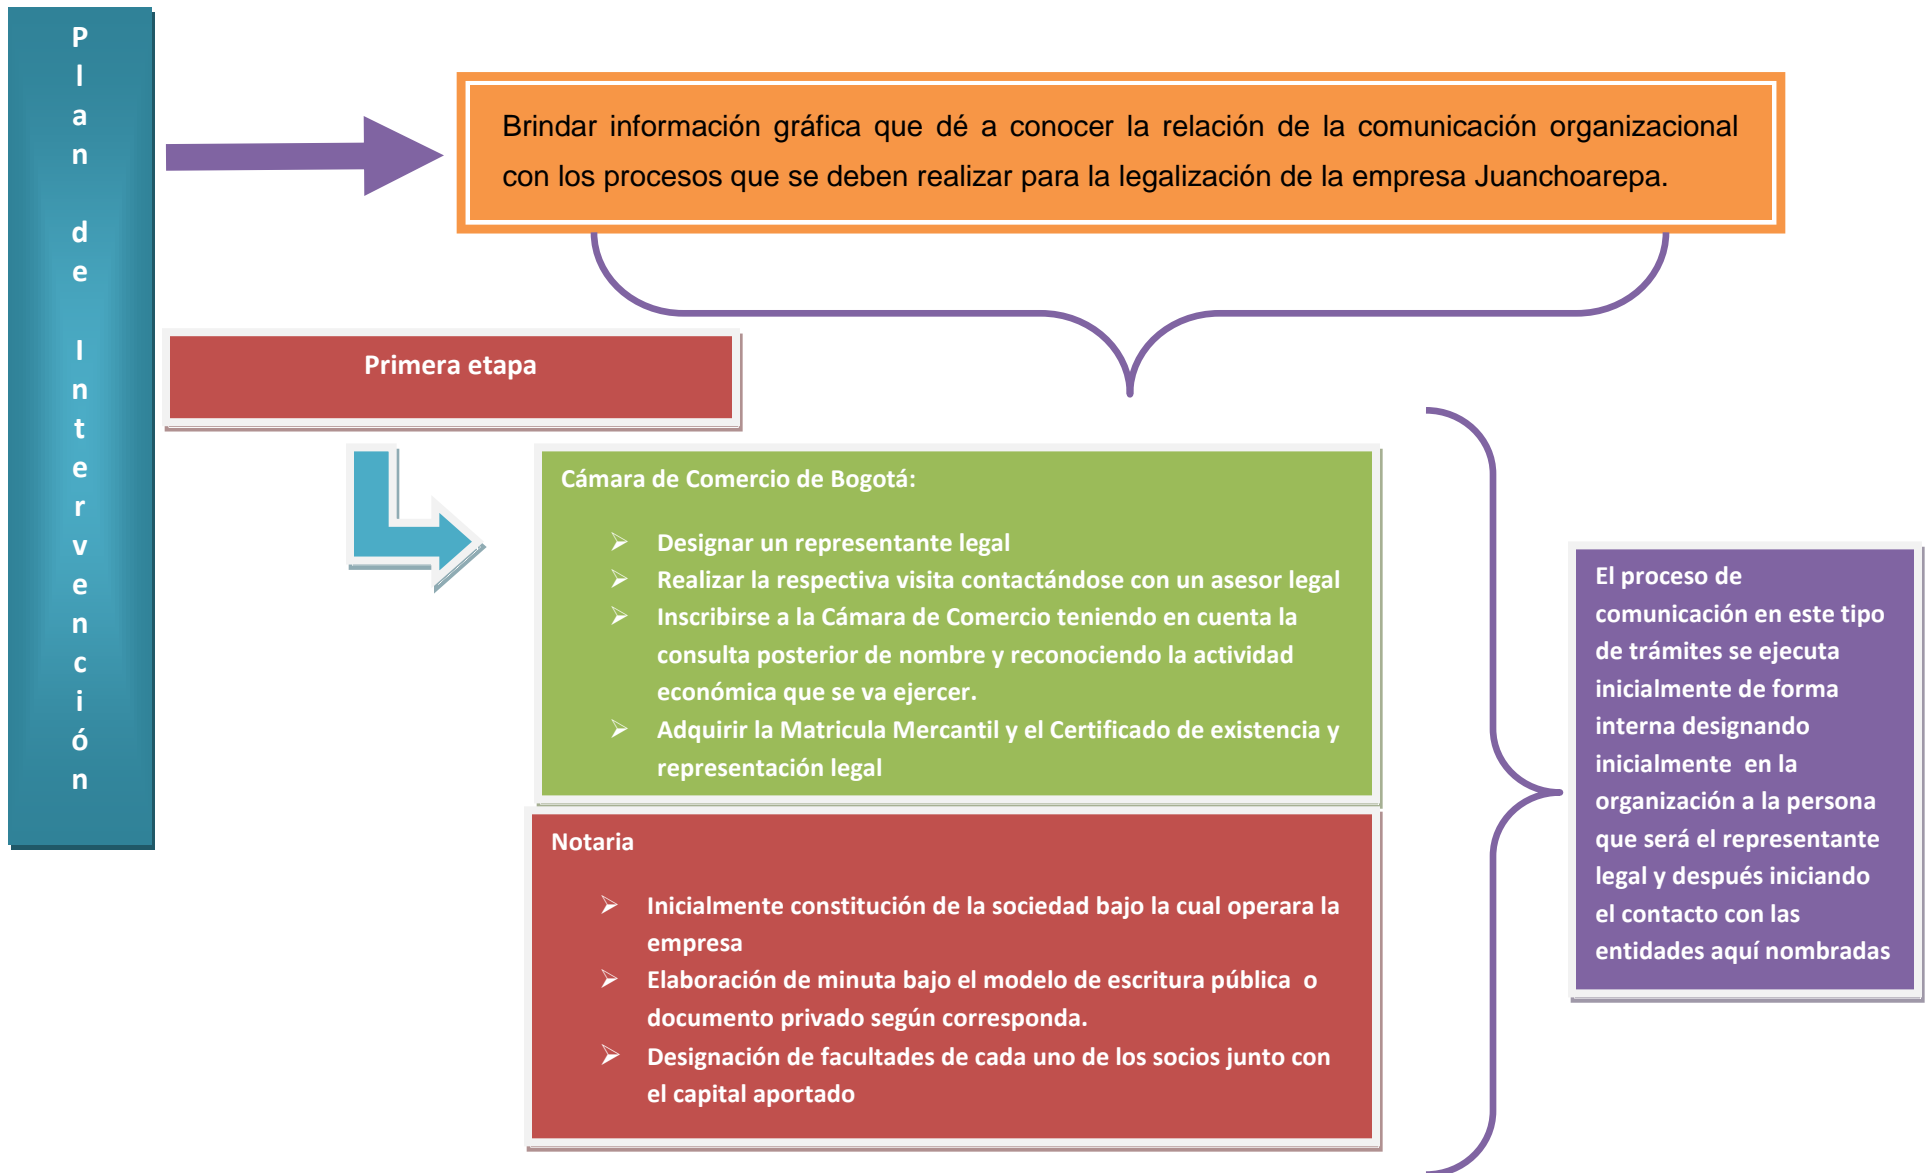 Plan de Intervención
Brindar información gráfica que dé a conocer la relación de la comunicación organizacional
con los procesos que se deben realizar para la legalización de la empresa Juanchoarepa.
Primera etapa
Cámara de Comercio de Bogotá:
➢ Designar un representante legal
➢ Realizar la respectiva visita contactándose con un asesor legal
➢ Inscribirse a la Cámara de Comercio teniendo en cuenta la
consulta posterior de nombre y reconociendo la actividad
económica que se va ejercer.
➢ Adquirir la Matricula Mercantil y el Certificado de existencia y
representación legal
Notaria
➢ Inicialmente constitución de la sociedad bajo la cual operara la
empresa
➢ Elaboración de minuta bajo el modelo de escritura pública o
documento privado según corresponda.
➢ Designación de facultades de cada uno de los socios junto con
el capital aportado
El proceso de
comunicación en este tipo
de trámites se ejecuta
inicialmente de forma
interna designando
inicialmente en la
organización a la persona
que será el representante
legal y después iniciando
el contacto con las
entidades aquí nombradas